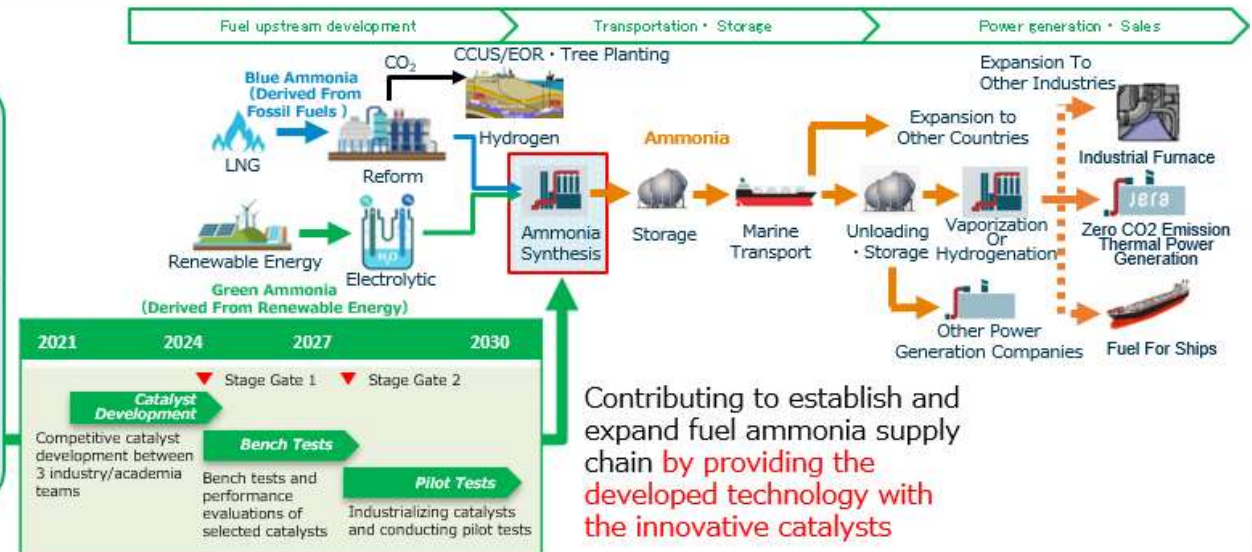 Fuel upstream development
Transportation・Storage
Power generation・Sales
CO2
CCUS/EOR・Tree Planting
Blue Ammonia
(Derived From
Fossil Fuels )
LNG
Reform
Hydrogen
Renewable Energy
H2O
Electrolytic
Green Ammonia
(Derived From Renewable Energy)
Ammonia
Synthesis
Ammonia
Storage
Marine
Transport
Expansion to
Other Countries
Unloading
・Storage
Vaporization
Or
Hydrogenation
Other Power
Generation Companies
Expansion To
Other Industries
Industrial Furnace
Jera
Zero CO2 Emission
Thermal Power
Generation
Fuel For Ships
2021 2024 2027 2030
Stage Gate 1 Stage Gate 2
Catalyst
Development
Competitive catalyst
development between
3 industry/academia
teams
Bench Tests
Bench tests and
performance
evaluations of
selected catalysts
Pilot Tests
Industrializing catalysts
and conducting pilot tests
Contributing to establish and
expand fuel ammonia supply
chain by providing the
developed technology with
the innovative catalysts